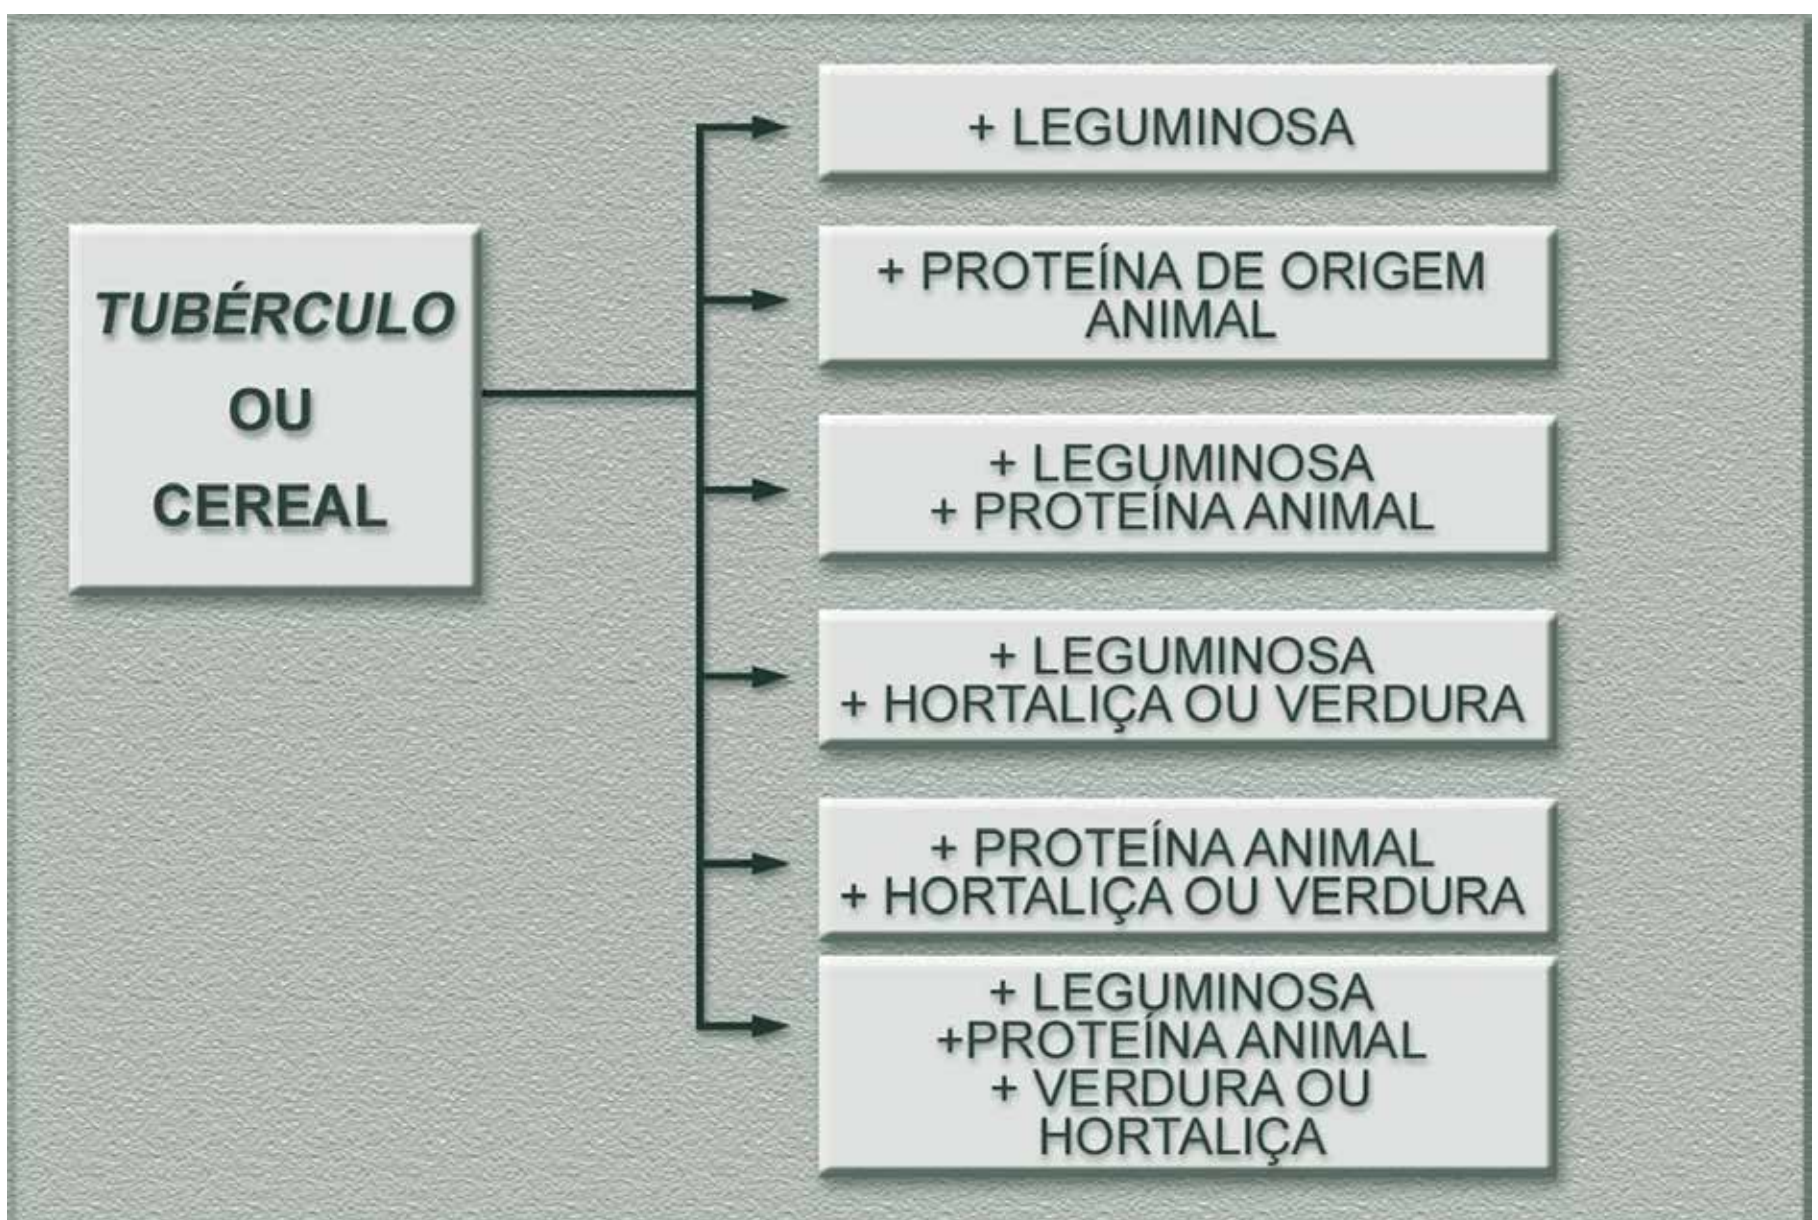 TUBÉRCULO
OU
CEREAL
+ LEGUMINOSA
+ PROTEÍNA DE ORIGEM
ANIMAL
+ LEGUMINOSA
+ PROTEÍNA ANIMAL
+ LEGUMINOSA
+ HORTALIÇA OU VERDURA
+ PROTEÍNA ANIMAL
+ HORTALIÇA OU VERDURA
+ LEGUMINOSA
+PROTEÍNA ANIMAL
+ VERDURA OU
HORTALIÇA